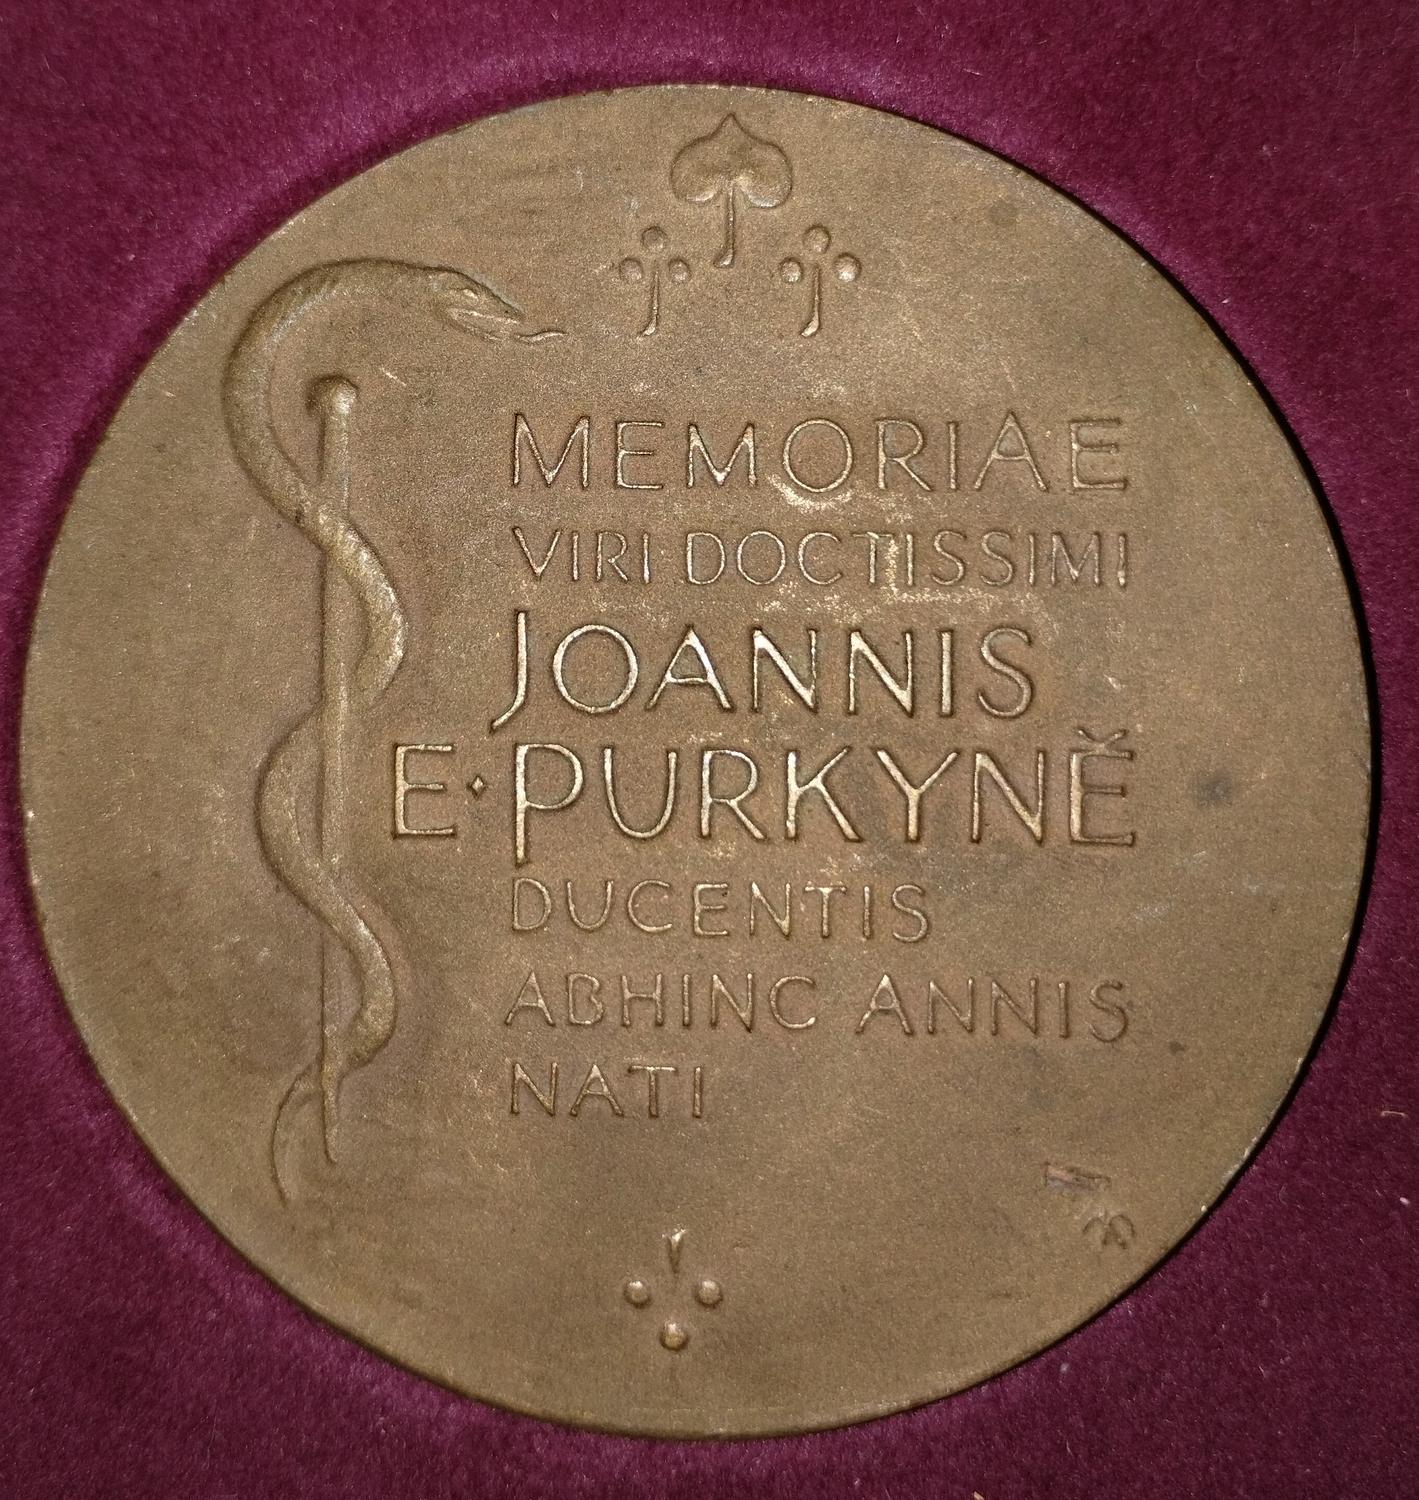 MEMORIAE
VIRI DOCTISSIMI
JOANNIS
E·PURKYNĚ
DUCENTIS
ABHINC ANNIS
NATI